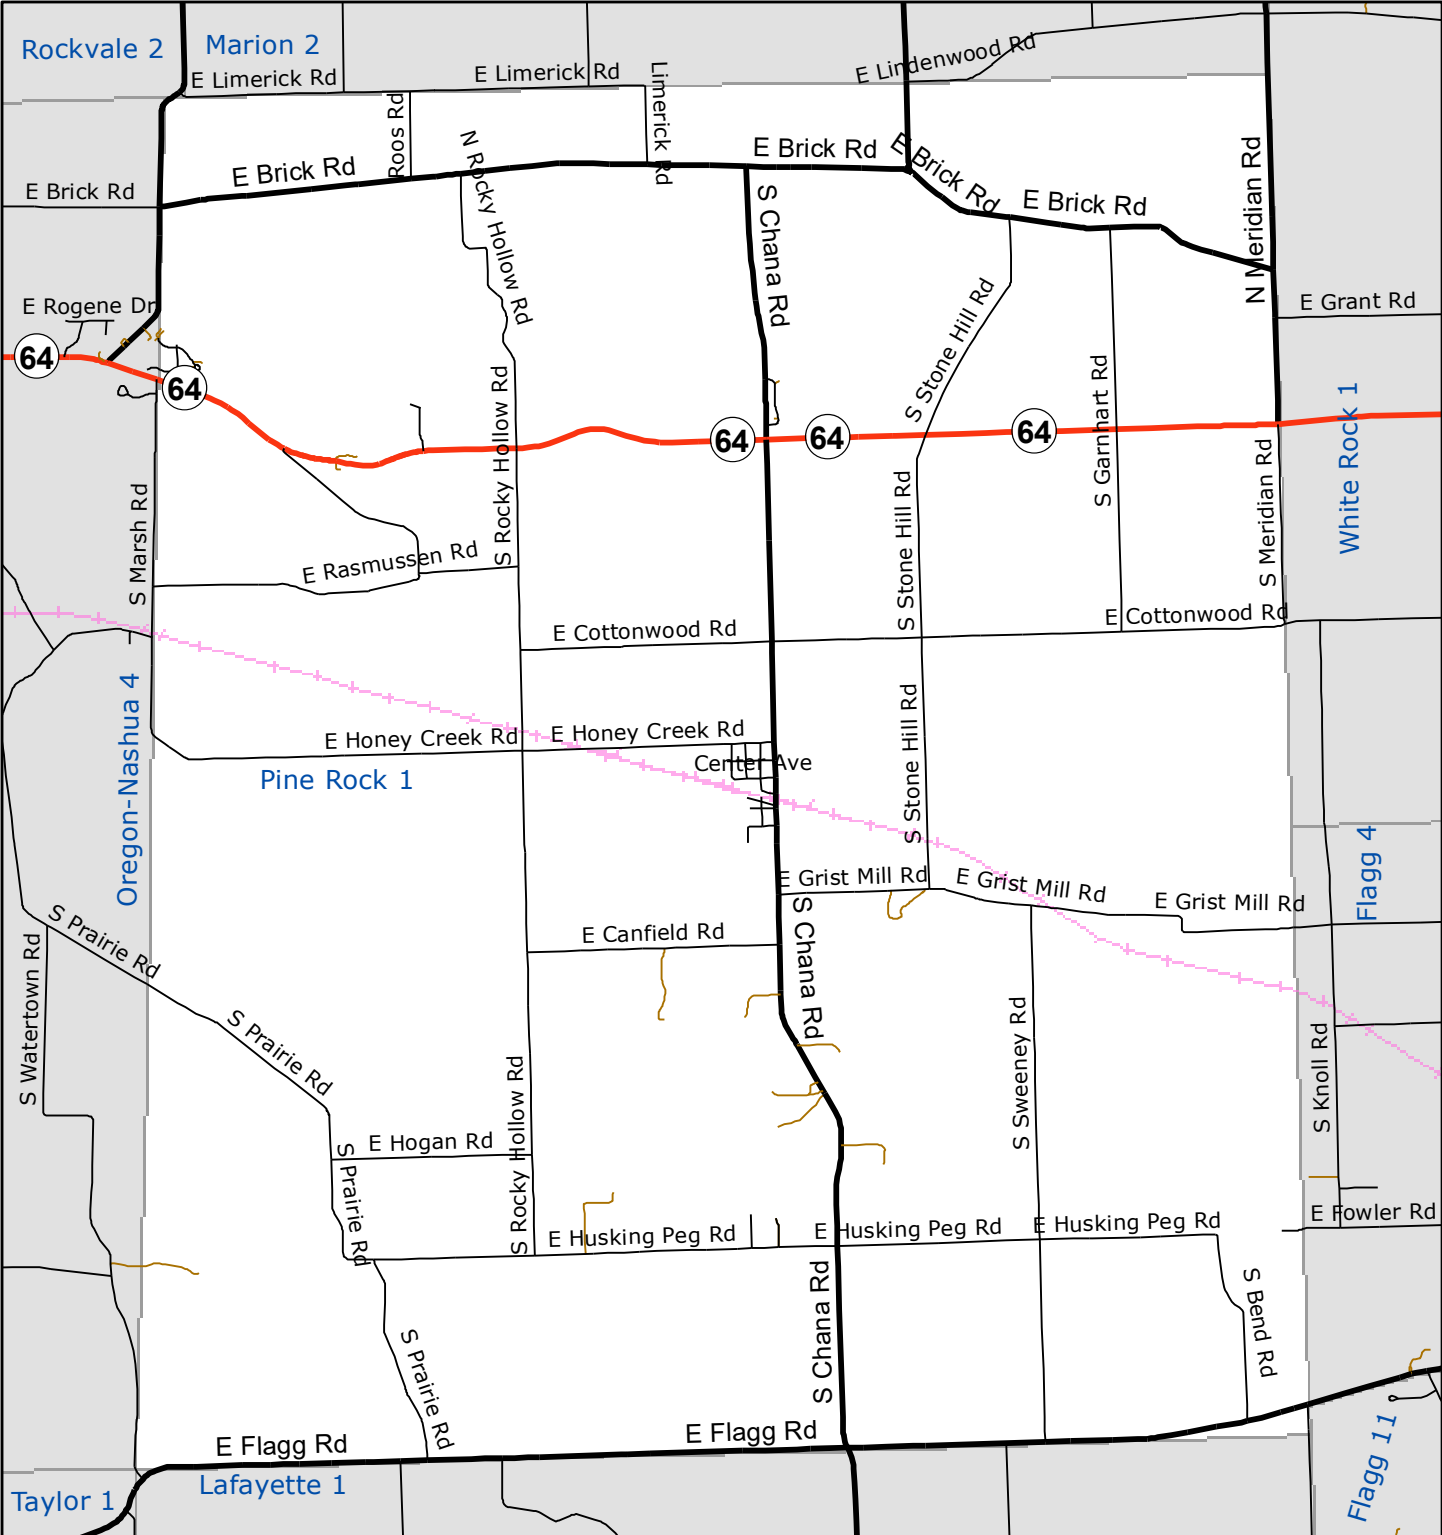 Rockvale 2
Marion 2
E Limerick Rd
E Limerick Rd
Limerick Rd
E Lindenwood Rd
Roos Rd
N Rocky Hollow Rd
E Brick Rd
E Brick Rd
E Brick Rd
E Brick Rd
E Brick Rd
N Meridian Rd
S Chana Rd
E Rogene Dr
E Grant Rd
S Stone Hill Rd
64
64
64
64
64
S Rocky Hollow Rd
S Garnhart Rd
White Rock 1
S Meridian Rd
S Marsh Rd
S Stone Hill Rd
E Rasmussen Rd
E Cottonwood Rd
E Cottonwood Rd
Oregon-Nashua 4
E Honey Creek Rd
E Honey Creek Rd
S Stone Hill Rd
Center Ave
Pine Rock 1
Flagg 4
E Grist Mill Rd
E Grist Mill Rd
E Grist Mill Rd
S Chana Rd
E Canfield Rd
S Prairie Rd
S Watertown Rd
S Prairie Rd
S Sweeney Rd
S Knoll Rd
S Rocky Hollow Rd
E Hogan Rd
S Prairie Rd
E Husking Peg Rd
E Husking Peg Rd
E Husking Peg Rd
E Fowler Rd
S Chana Rd
S Bend Rd
S Prairie Rd
E Flagg Rd
E Flagg Rd
Flagg 11
Taylor 1
Lafayette 1